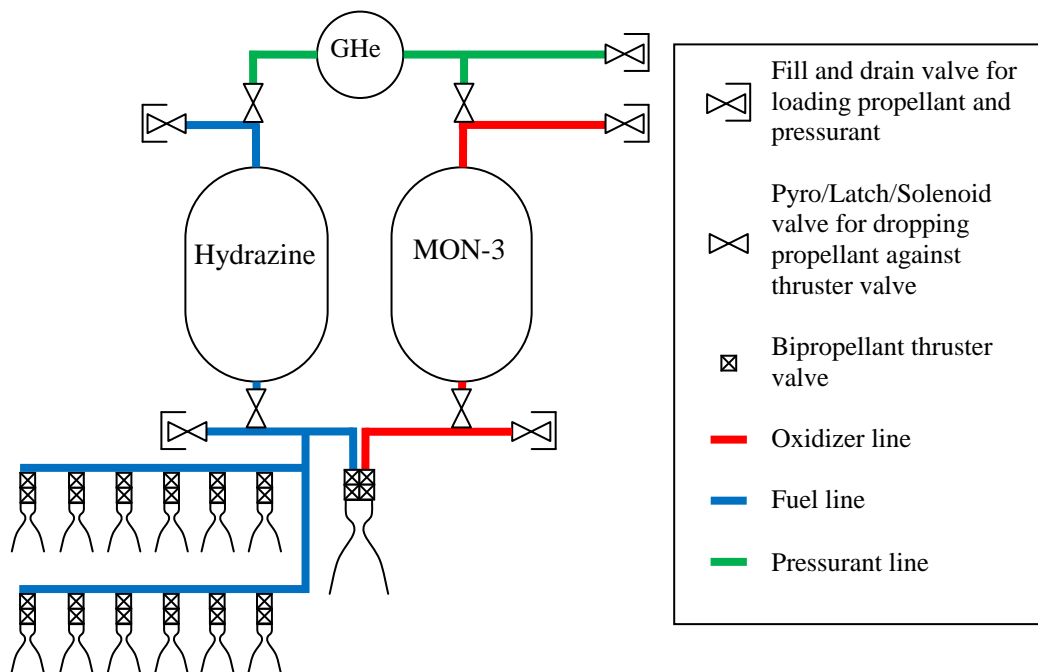 GHe
Hydrazine
MON-3
Fill and drain valve for
loading propellant and
pressurant
Pyro/Latch/Solenoid
valve for dropping
propellant against
thruster valve
Bipropellant thruster
valve
Oxidizer line
Fuel line
Pressurant line